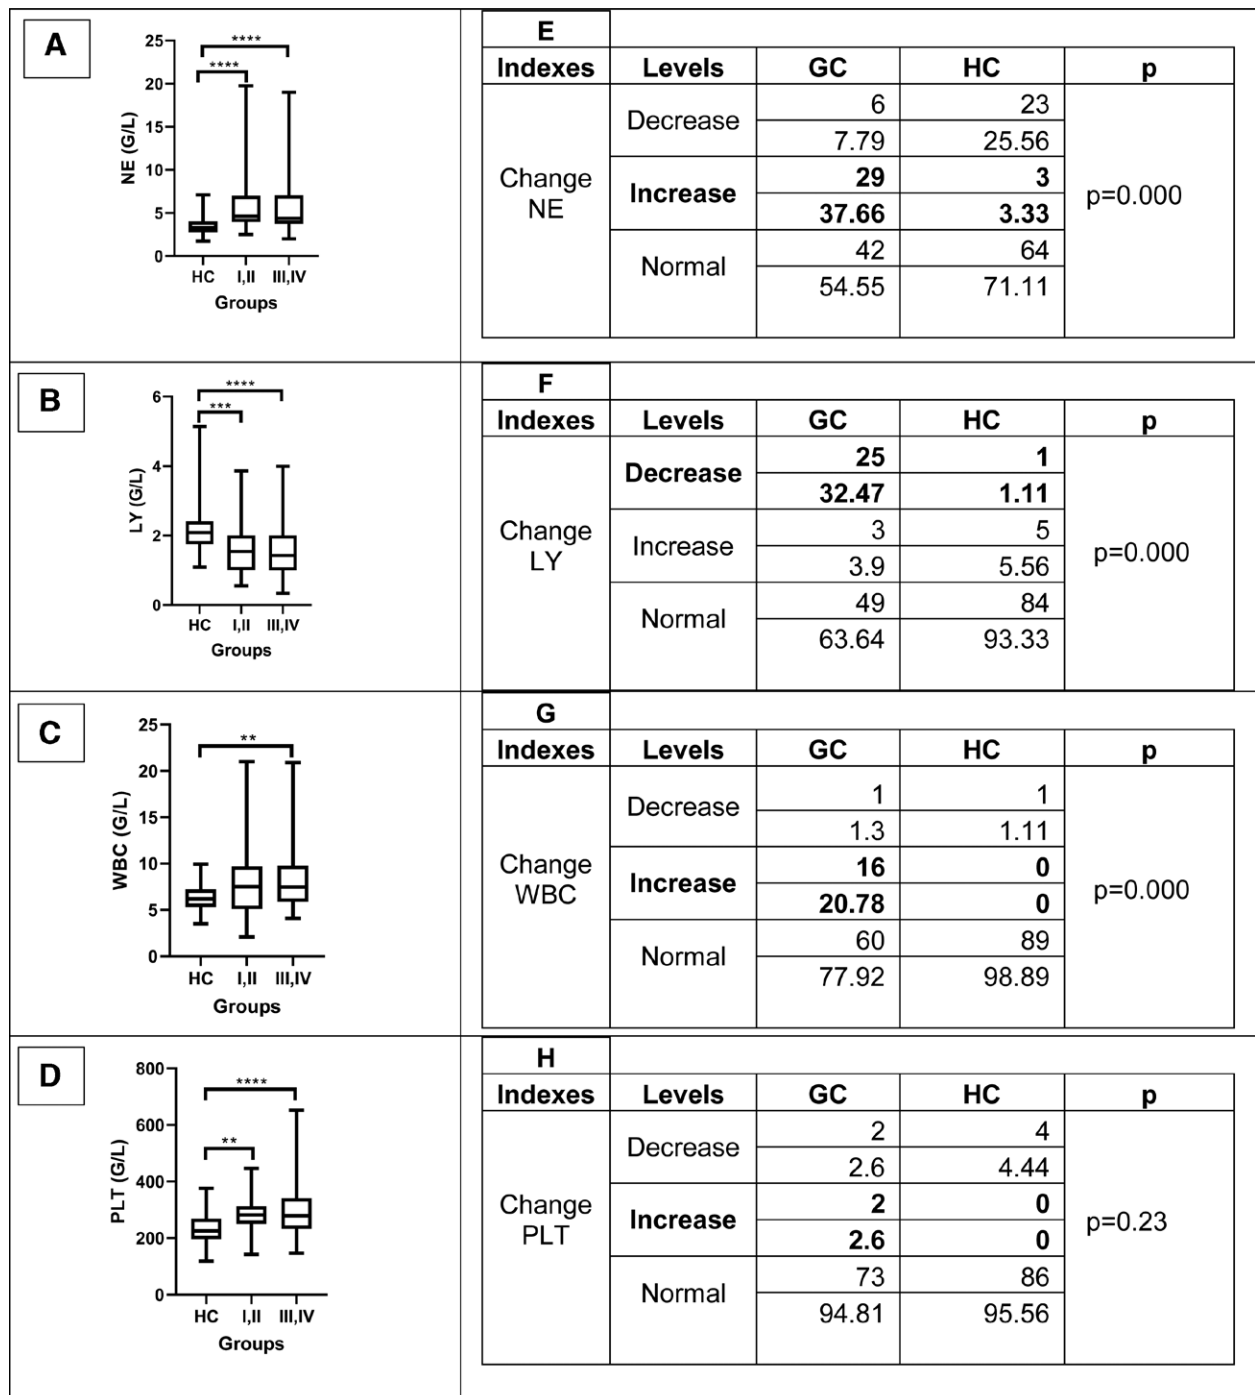 A
25
20
15
10
5
0
NE (G/L)
****
****
HC I,II III,IV
Groups
E
Indexes Levels GC HC p
Change NE
Decrease 6 23
7.79 25.56
Increase 29 3
37.66 3.33
Normal 42 64
54.55 71.11
p=0.000
B
6
4
2
0
LY (G/L)
****
***
HC I,II III,IV
Groups
F
Indexes Levels GC HC p
Change LY
Decrease 25 1
32.47 1.11
Increase 3 5
3.9 5.56
Normal 49 84
63.64 93.33
p=0.000
C
25
20
15
10
5
0
WBC (G/L)
**
HC I,II III,IV
Groups
G
Indexes Levels GC HC p
Change WBC
Decrease 1 1
1.3 1.11
Increase 16 0
20.78 0
Normal 60 89
77.92 98.89
p=0.000
D
800
600
400
200
0
PLT (G/L)
****
**
HC I,II III,IV
Groups
H
Indexes Levels GC HC p
Change PLT
Decrease 2 4
2.6 4.44
Increase 2 0
2.6 0
Normal 73 86
94.81 95.56
p=0.23